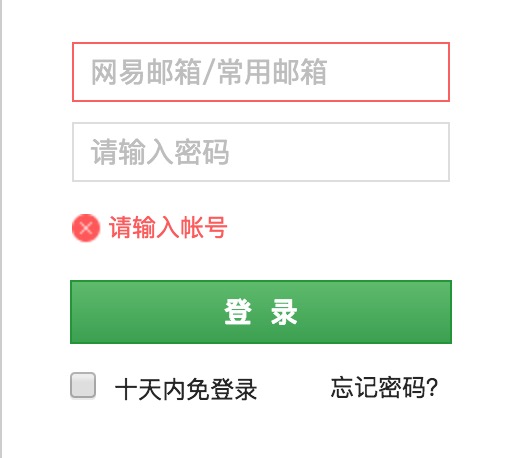 网易邮箱/常用邮箱
请输入密码
请输入帐号
登 录
十天内免登录 忘记密码?